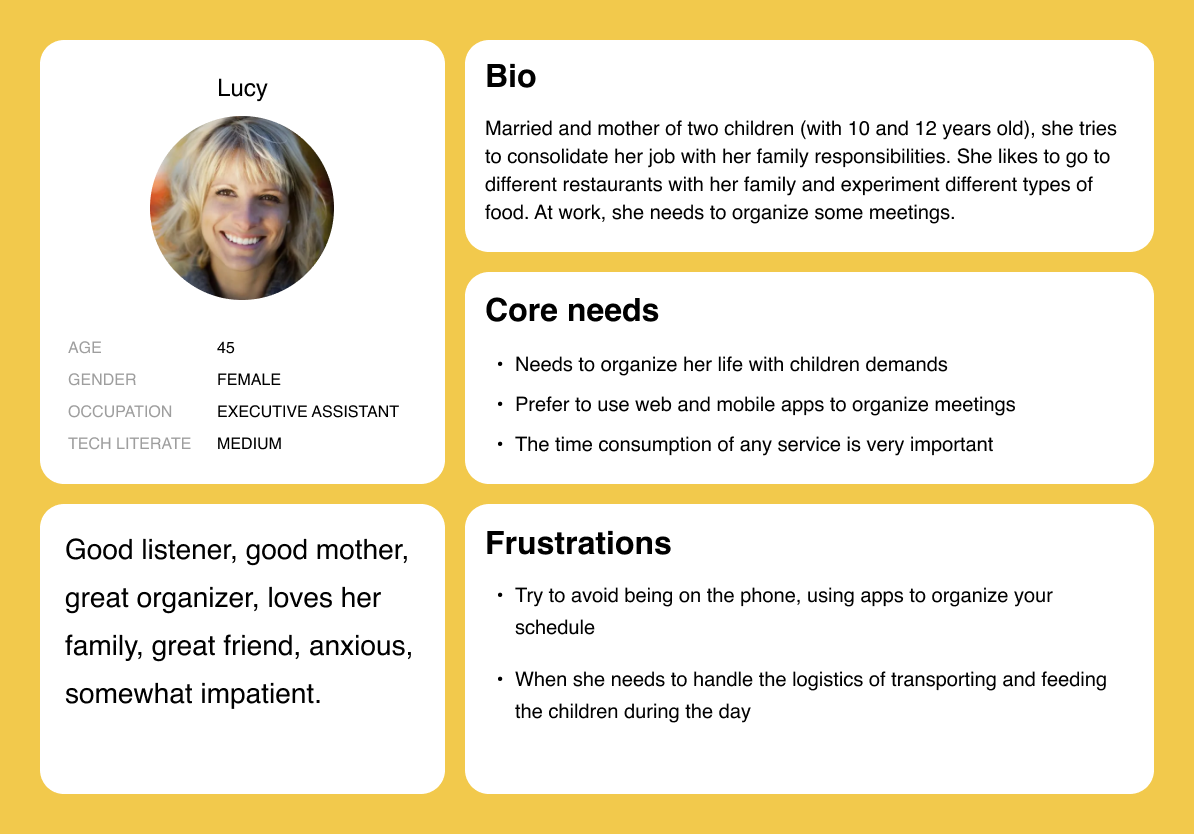 Lucy
AGE 45
GENDER FEMALE
OCCUPATION EXECUTIVE ASSISTANT
TECH LITERATE MEDIUM
Good listener, good mother,
great organizer, loves her
family, great friend, anxious,
somewhat impatient.
Bio
Married and mother of two children (with 10 and 12 years old), she tries
to consolidate her job with her family responsibilities. She likes to go to
different restaurants with her family and experiment different types of
food. At work, she needs to organize some meetings.
Core needs
• Needs to organize her life with children demands
• Prefer to use web and mobile apps to organize meetings
• The time consumption of any service is very important
Frustrations
• Try to avoid being on the phone, using apps to organize your
schedule
• When she needs to handle the logistics of transporting and feeding
the children during the day